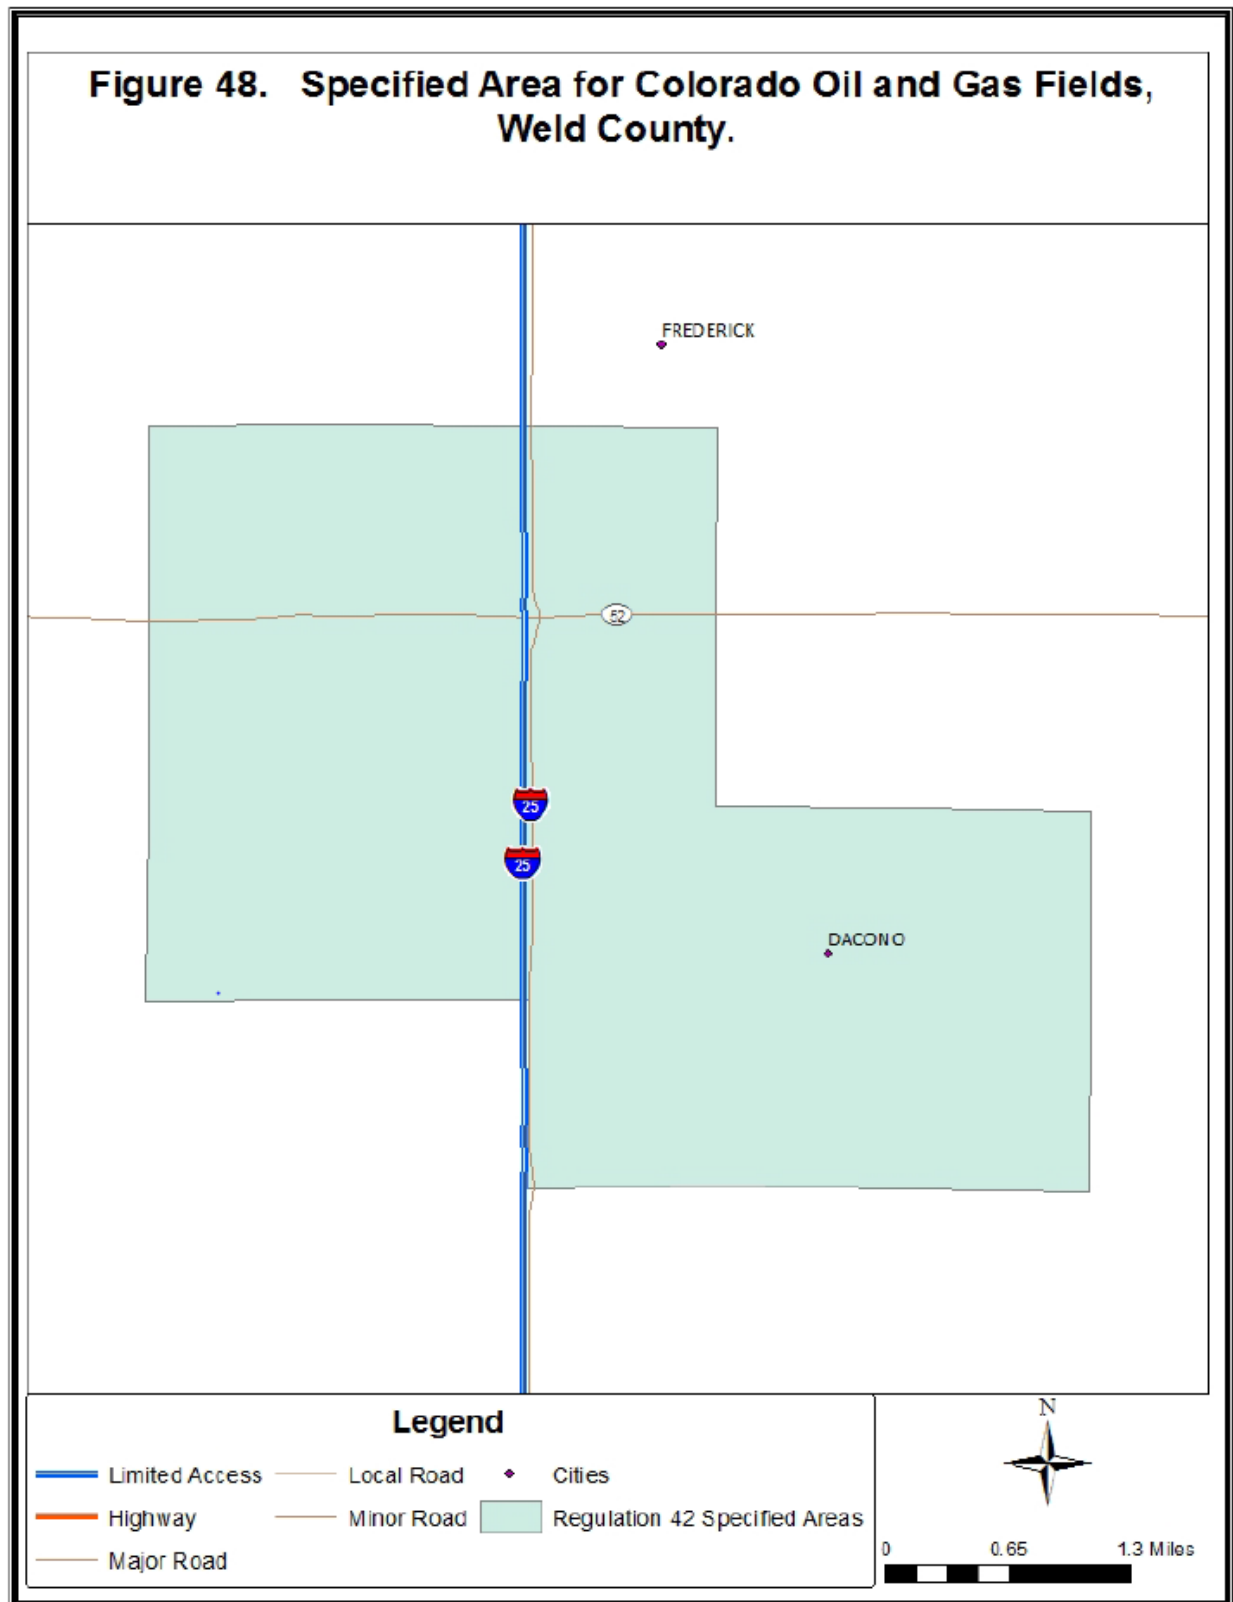 Figure 48. Specified Area for Colorado Oil and Gas Fields,
Weld County.
FREDERICK
52
25
25
DACONO
Legend
Limited Access
Local Road
Cities
Highway
Minor Road
Regulation 42 Specified Areas
Major Road
N
0 0.65 1.3 Miles